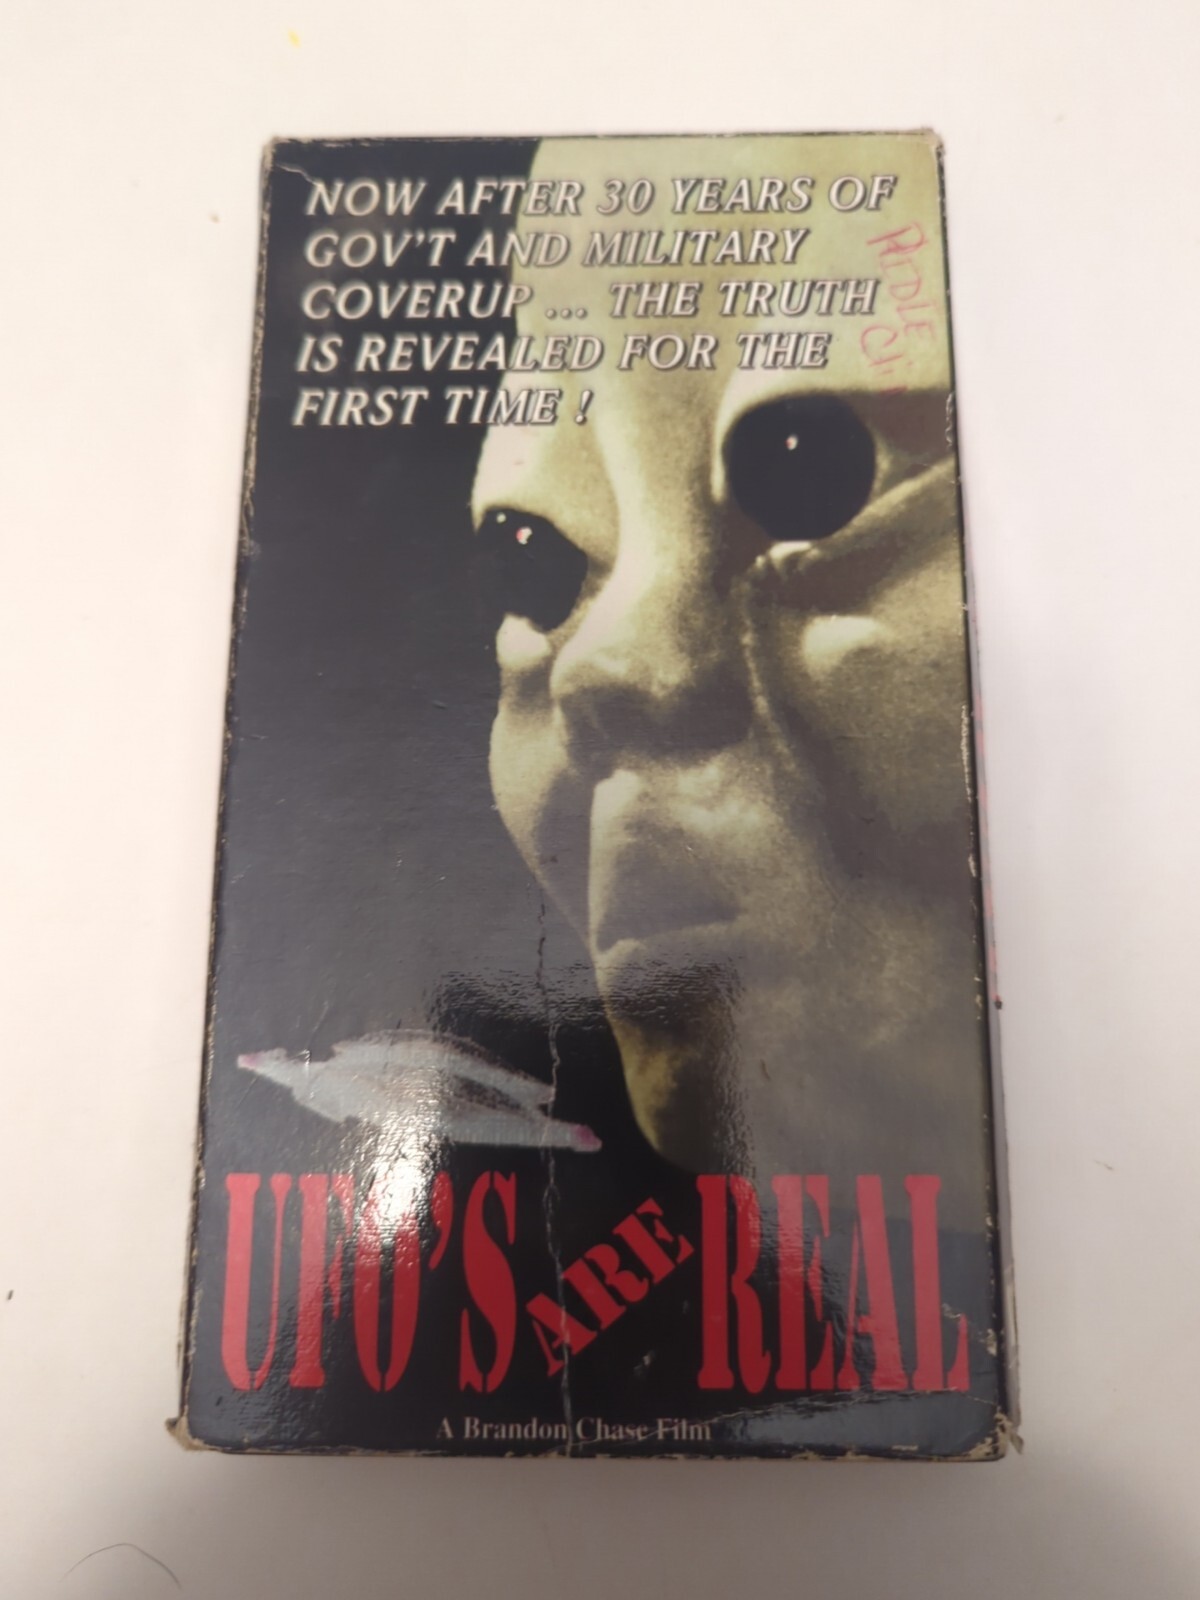 NOW AFTER 30 YEARS OF
GOV'T AND MILITARY
COVERUP ... THE TRUTH
IS REVEALED FOR THE
FIRST TIME !
UFO'S ARE REAL
A Brandon Chase Film